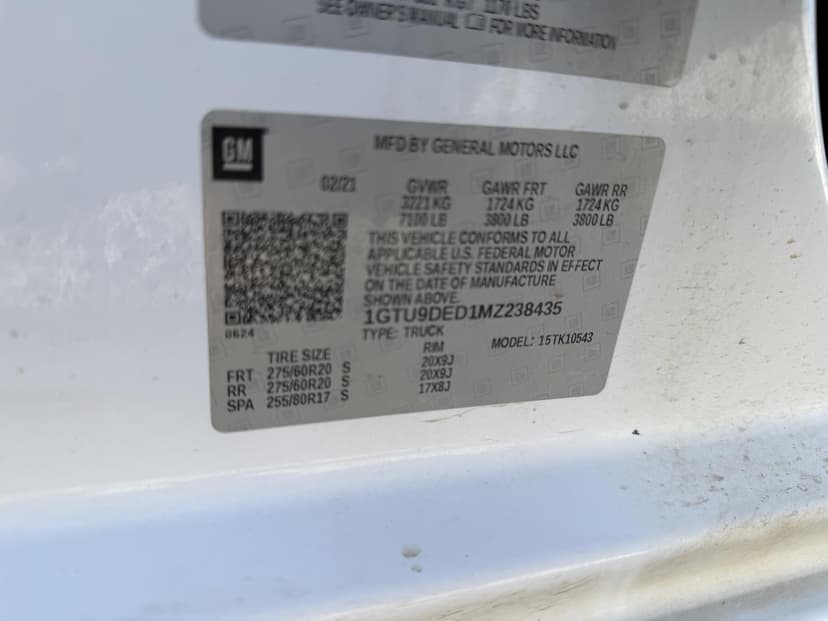 1178 LBS
SEE OWNER'S MANUAL FOR MORE INFORMATION
GM
MFD BY GENERAL MOTORS LLC
02/21 GVWR GAWR FRT GAWR RR
3221 KG 1724 KG 1724 KG
7100 LB 3800 LB 3800 LB
THIS VEHICLE CONFORMS TO ALL
APPLICABLE U.S. FEDERAL MOTOR
VEHICLE SAFETY STANDARDS IN EFFECT
ON THE DATE OF MANUFACTURE
SHOWN ABOVE.
1GTU9DED1MZ238435
0624
TYPE: TRUCK
MODEL: 15TK10543
TIRE SIZE RIM
FRT 275/60R20 S 20X9J
RR 275/60R20 S 20X9J
SPA 255/80R17 S 17X8J